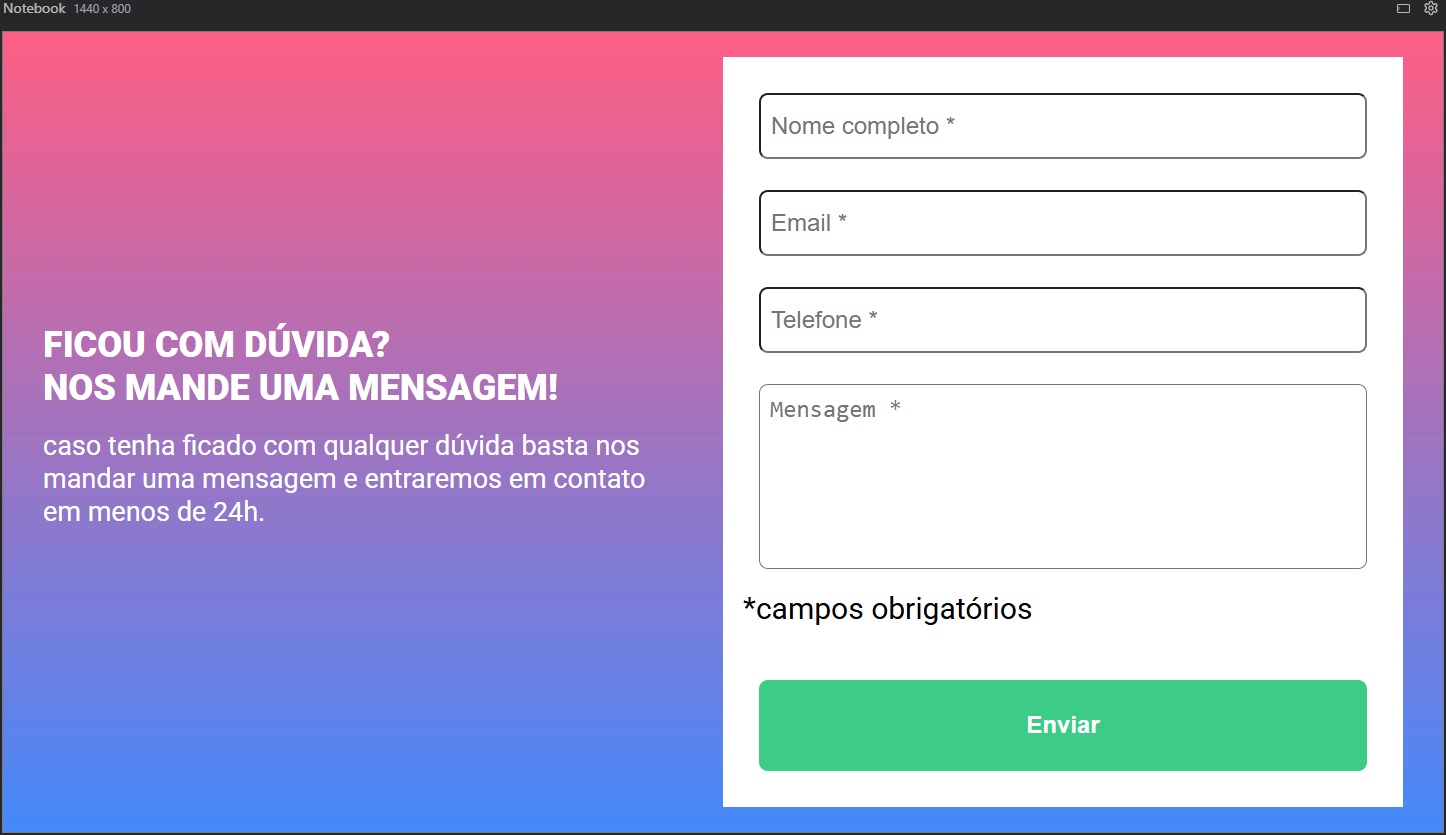 Notebook 1440 x 800
FICOU COM DÚVIDA?
NOS MANDE UMA MENSAGEM!
caso tenha ficado com qualquer dúvida basta nos
mandar uma mensagem e entraremos em contato
em menos de 24h.
Nome completo *
Email *
Telefone *
Mensagem *
*campos obrigatórios
Enviar